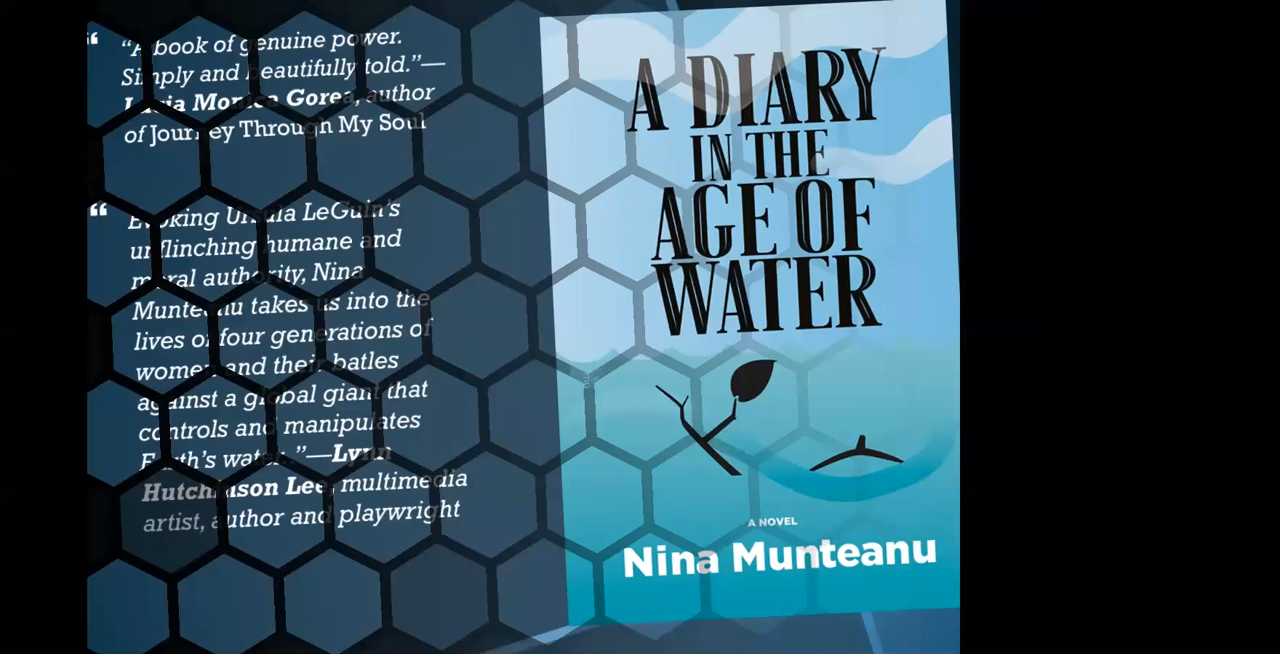 “A book of genuine power.
Simply and beautifully told.”—
Lucia Monica Gorea, author
of Journey Through My Soul
“Evoking Ursula LeGuin’s
unflinching humane and
moral authority, Nina
Munteanu takes us into the
lives of four generations of
women and their batles
against a global giant that
controls and manipulates
Earth’s water.”—Lynn
Hutchinson Lee, multimedia
artist, author and playwright
A DIARY
IN THE
AGE OF
WATER
A NOVEL
Nina Munteanu